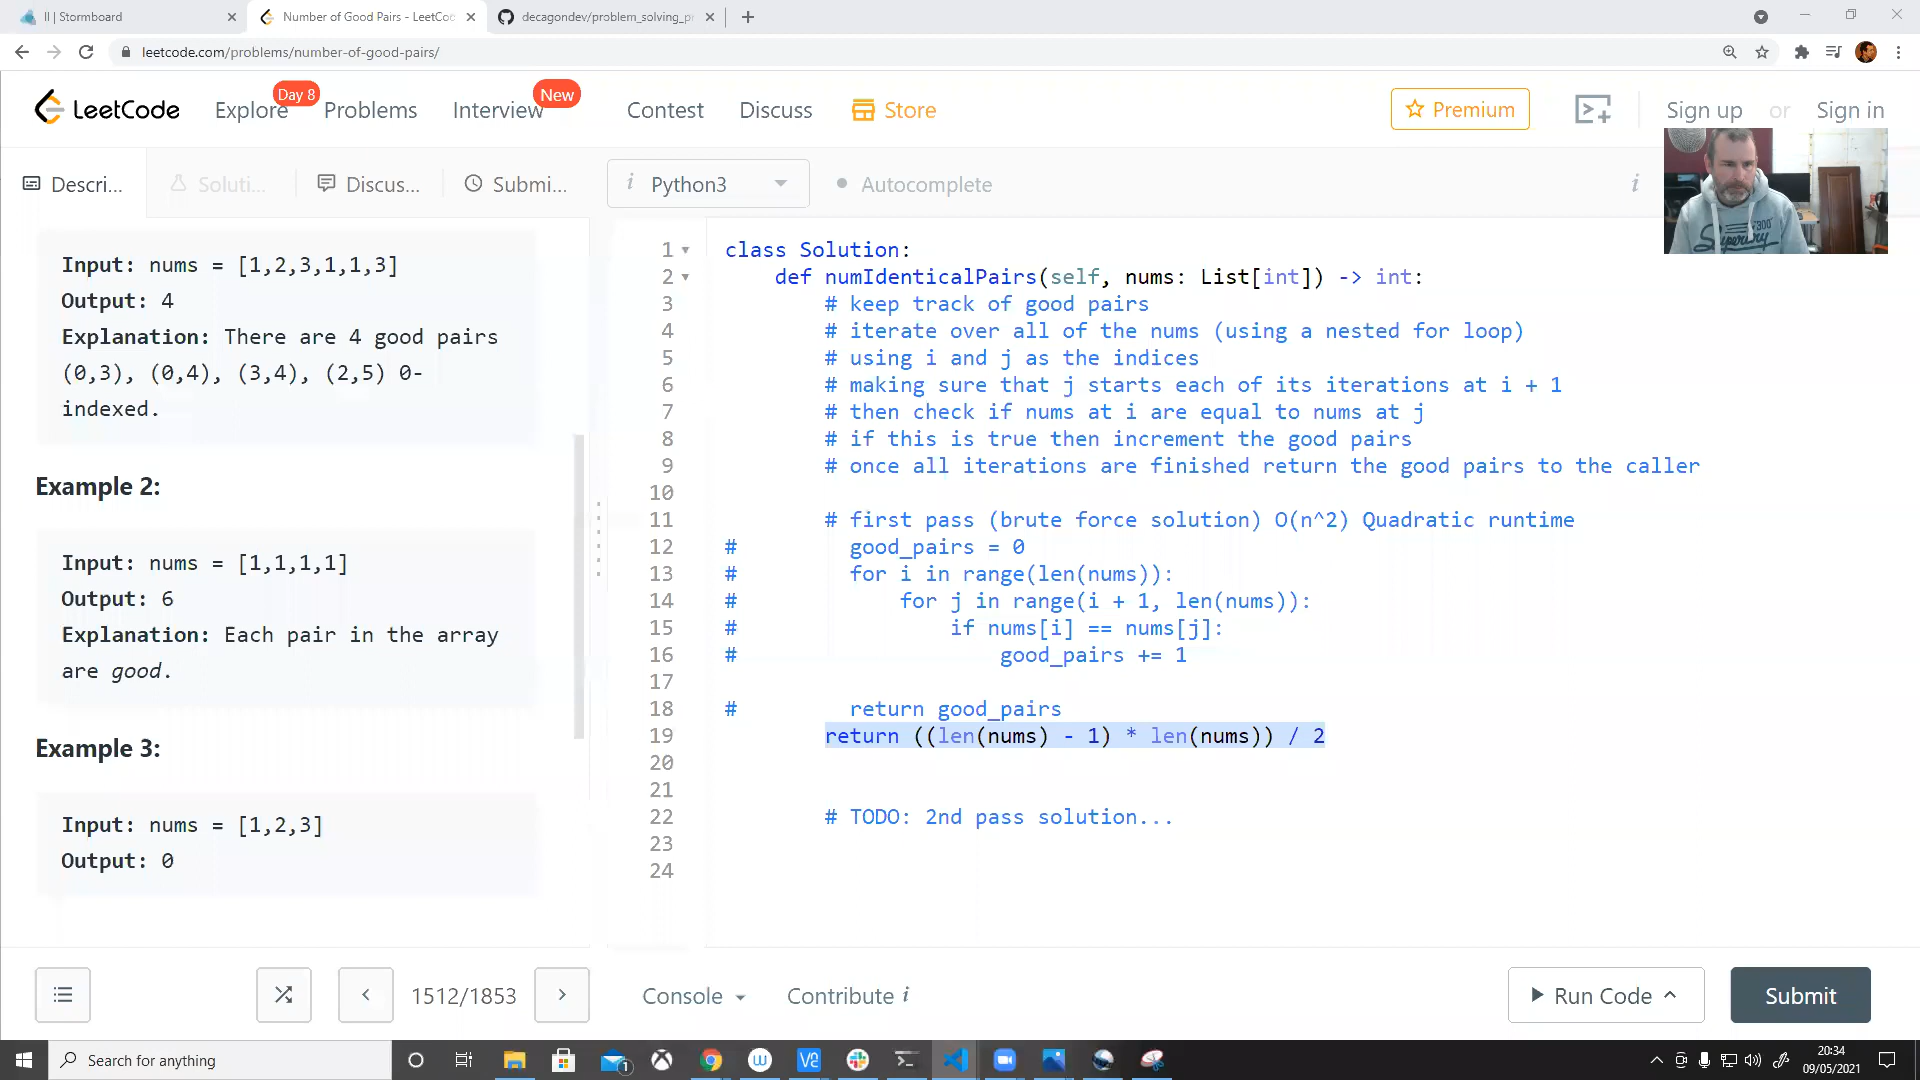 ll | Stormboard
Number of Good Pairs - LeetCo
decagondev/problem_solving_pr
leetcode.com/problems/number-of-good-pairs/
LeetCode
Explore
Day 8
Problems
Interview
New
Contest
Discuss
Store
Premium
Sign up or Sign in
Descri...
Soluti...
Discus...
Submi...
i Python3
Autocomplete
i
Input: nums = [1,2,3,1,1,3]
Output: 4
Explanation: There are 4 good pairs
(0,3), (0,4), (3,4), (2,5) 0-
indexed.
Example 2:
Input: nums = [1,1,1,1]
Output: 6
Explanation: Each pair in the array
are good.
Example 3:
Input: nums = [1,2,3]
Output: 0
1 class Solution:
2 def numIdenticalPairs(self, nums: List[int]) -> int:
3 # keep track of good pairs
4 # iterate over all of the nums (using a nested for loop)
5 # using i and j as the indices
6 # making sure that j starts each of its iterations at i + 1
7 # then check if nums at i are equal to nums at j
8 # if this is true then increment the good pairs
9 # once all iterations are finished return the good pairs to the caller
10
11 # first pass (brute force solution) O(n^2) Quadratic runtime
12 # good_pairs = 0
13 # for i in range(len(nums)):
14 # for j in range(i + 1, len(nums)):
15 # if nums[i] == nums[j]:
16 # good_pairs += 1
17
18 # return good_pairs
19 return ((len(nums) - 1) * len(nums)) / 2
20
21
22 # TODO: 2nd pass solution...
23
24
1512/1853
Console
Contribute i
Run Code
Submit
Search for anything
20:34
09/05/2021